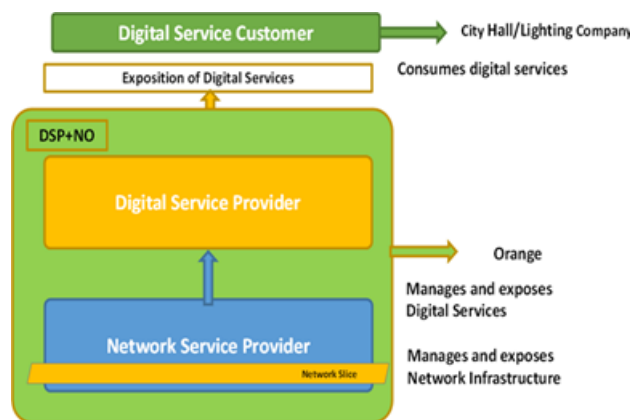 Digital Service Customer
City Hall/Lighting Company
Exposition of Digital Services
Consumes digital services
DSP+NO
Digital Service Provider
Orange
Manages and exposes
Digital Services
Network Service Provider
Manages and exposes
Network Infrastructure
Network Slice